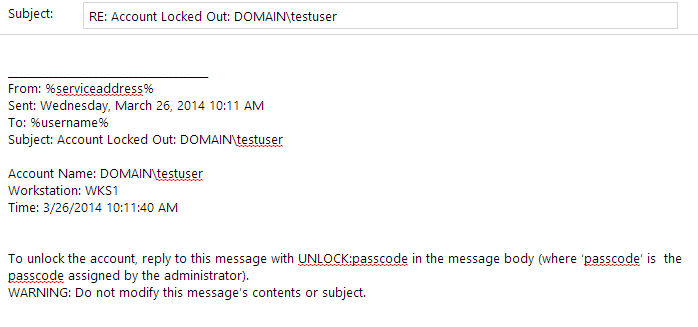 Subject: RE: Account Locked Out: DOMAIN\testuser
From: %serviceaddress%
Sent: Wednesday, March 26, 2014 10:11 AM
To: %username%
Subject: Account Locked Out: DOMAIN\testuser
Account Name: DOMAIN\testuser
Workstation: WKS1
Time: 3/26/2014 10:11:40 AM
To unlock the account, reply to this message with UNLOCK:passcode in the message body (where 'passcode' is  the
passcode assigned by the administrator).
WARNING: Do not modify this message's contents or subject.